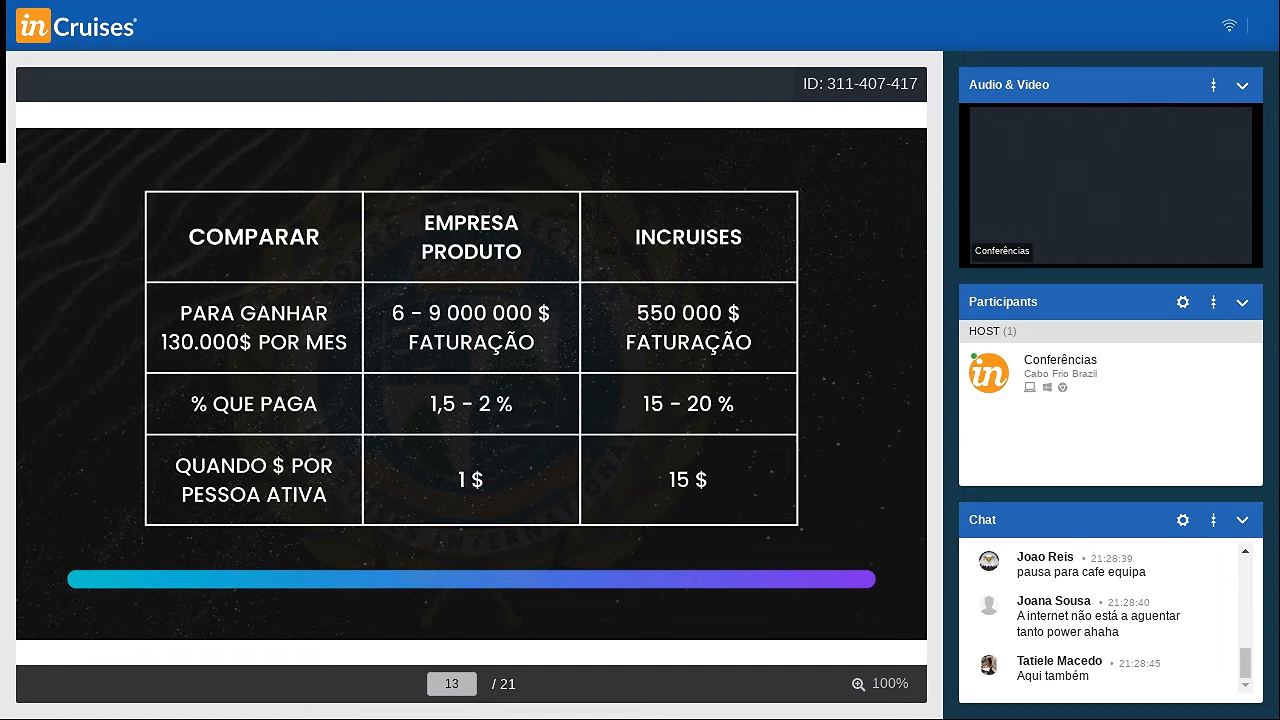 in Cruises
ID: 311-407-417
COMPARAR
EMPRESA
PRODUTO
INCRUISES
PARA GANHAR
130.000$ POR MES
6 - 9 000 000 $
FATURAÇÃO
550 000 $
FATURAÇÃO
% QUE PAGA
1,5 - 2 %
15 - 20 %
QUANDO $ POR
PESSOA ATIVA
1 $
15 $
13 / 21
100%
Audio & Video
Conferências
Participants
HOST (1)
in
Conferências
Cabo Frio Brazil
Chat
Joao Reis • 21:28:39
pausa para cafe equipa
Joana Sousa • 21:28:40
A internet não está a aguentar
tanto power ahaha
Tatiele Macedo • 21:28:45
Aqui também